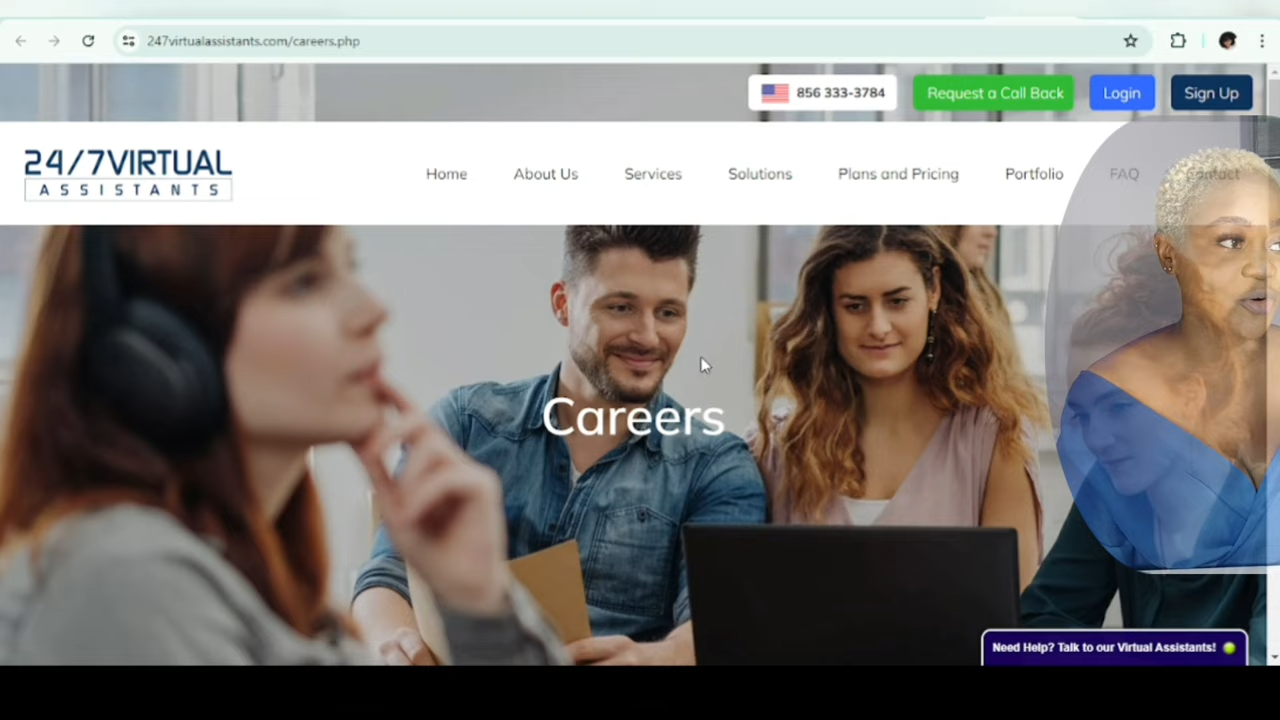 247virtualassistants.com/careers.php
856 333-3784
Request a Call Back
Login
Sign Up
24/7VIRTUAL
ASSISTANTS
Home
About Us
Services
Solutions
Plans and Pricing
Portfolio
FAQ
Contact
Careers
Need Help? Talk to our Virtual Assistants!